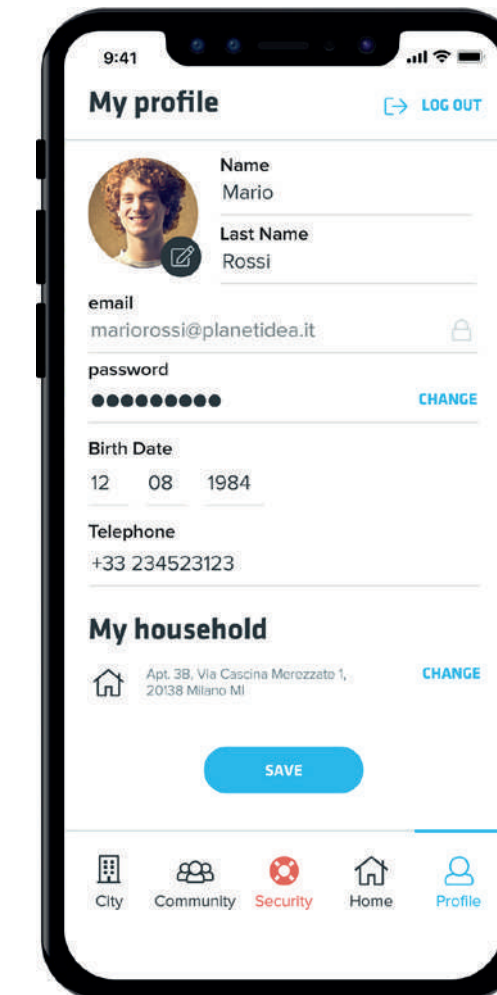 9:41
My profile
LOG OUT
Name
Mario
Last Name
Rossi
email
mariorossi@planetidea.it
password
●●●●●●●●●
CHANGE
Birth Date
12 08 1984
Telephone
+33 234523123
My household
Apt. 3B, Via Cascina Merezzate 1,
20138 Milano MI
CHANGE
SAVE
City Community Security Home Profile